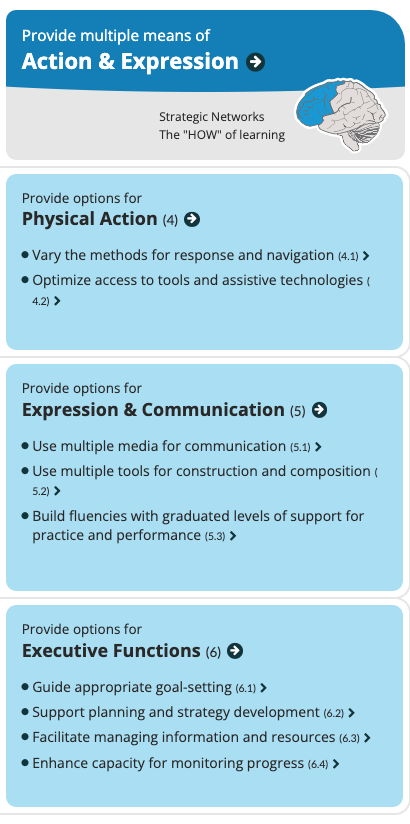 Provide multiple means of
Action & Expression
Strategic Networks
The "HOW" of learning
Provide options for
Physical Action (4)
Vary the methods for response and navigation (4.1)
Optimize access to tools and assistive technologies (
4.2)
Provide options for
Expression & Communication (5)
Use multiple media for communication (5.1)
Use multiple tools for construction and composition (
5.2)
Build fluencies with graduated levels of support for
practice and performance (5.3)
Provide options for
Executive Functions (6)
Guide appropriate goal-setting (6.1)
Support planning and strategy development (6.2)
Facilitate managing information and resources (6.3)
Enhance capacity for monitoring progress (6.4)